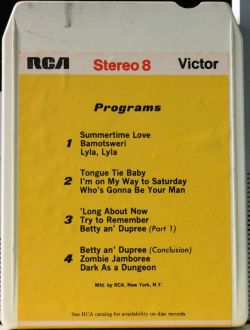 RCA Stereo 8 Victor
Programs
1 Summertime Love
Bamotsweri
Lyla, Lyla
2 Tongue Tie Baby
I'm on My Way to Saturday
Who's Gonna Be Your Man
3 'Long About Now
Try to Remember
Betty an' Dupree (Part 1)
4 Betty an' Dupree (Conclusion)
Zombie Jamboree
Dark As a Dungeon
Mfd. by RCA, New York, N.Y.
See RCA catalog for availability on disc records.